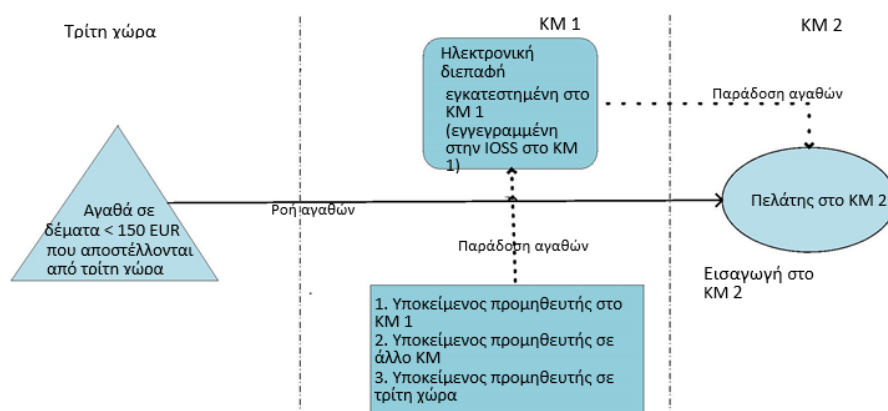 Τρίτη χώρα
ΚΜ 1
ΚΜ 2
Ηλεκτρονική
διεπαφή
εγκατεστημένη στο
ΚΜ 1
(εγγεγραμμένη
στην IOSS στο ΚΜ
1)
Παράδοση αγαθών
Αγαθά σε
δέματα < 150 EUR
που αποστέλλονται
από τρίτη χώρα
Ροή αγαθών
Πελάτης στο ΚΜ 2
Παράδοση αγαθών
Εισαγωγή στο
ΚΜ 2
1. Υποκείμενος προμηθευτής στο
ΚΜ 1
2. Υποκείμενος προμηθευτής σε
άλλο ΚΜ
3. Υποκείμενος προμηθευτής σε
τρίτη χώρα